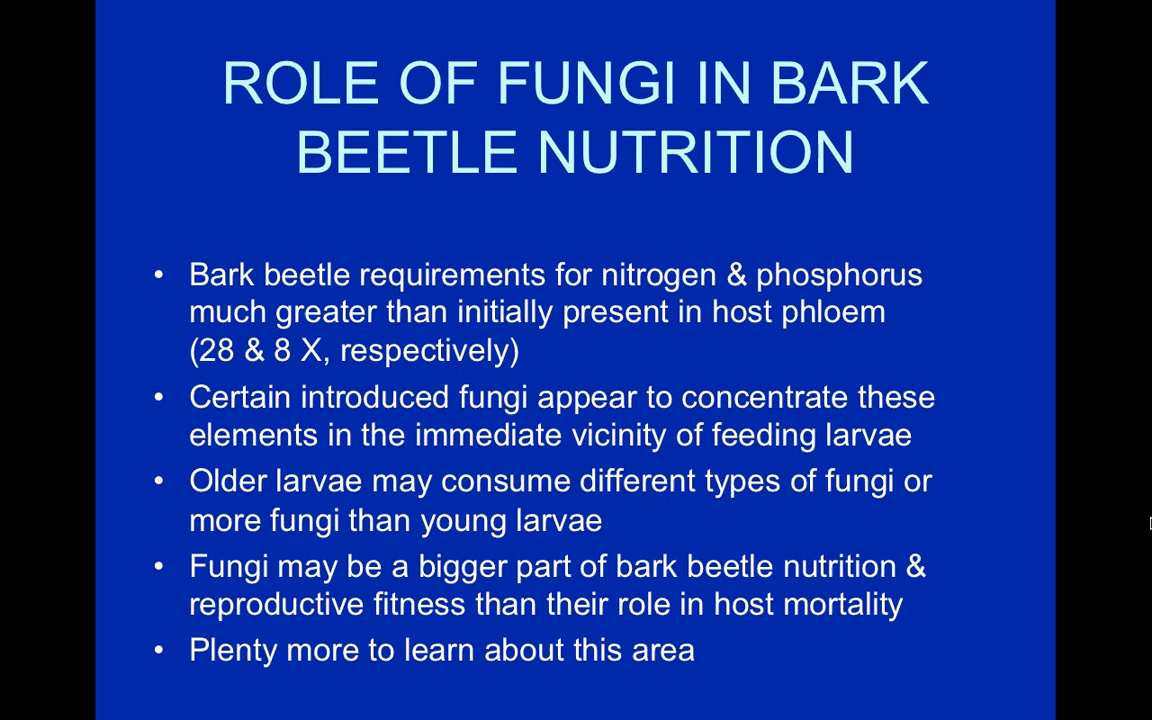 ROLE OF FUNGI IN BARK
BEETLE NUTRITION
• Bark beetle requirements for nitrogen & phosphorus
much greater than initially present in host phloem
(28 & 8 X, respectively)
• Certain introduced fungi appear to concentrate these
elements in the immediate vicinity of feeding larvae
• Older larvae may consume different types of fungi or
more fungi than young larvae
• Fungi may be a bigger part of bark beetle nutrition &
reproductive fitness than their role in host mortality
• Plenty more to learn about this area